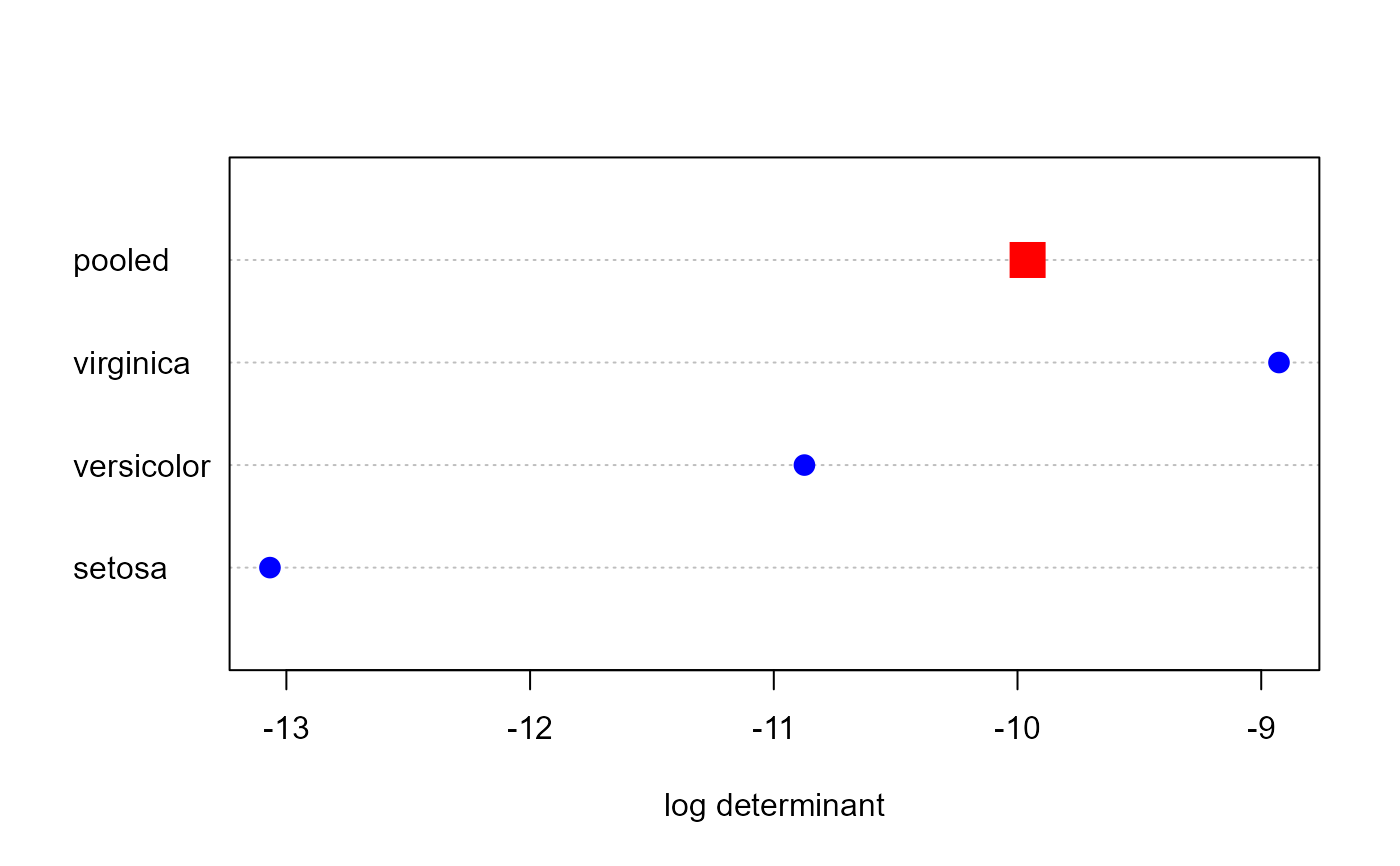 pooled
virginica
versicolor
setosa
-13 -12 -11 -10 -9
log determinant